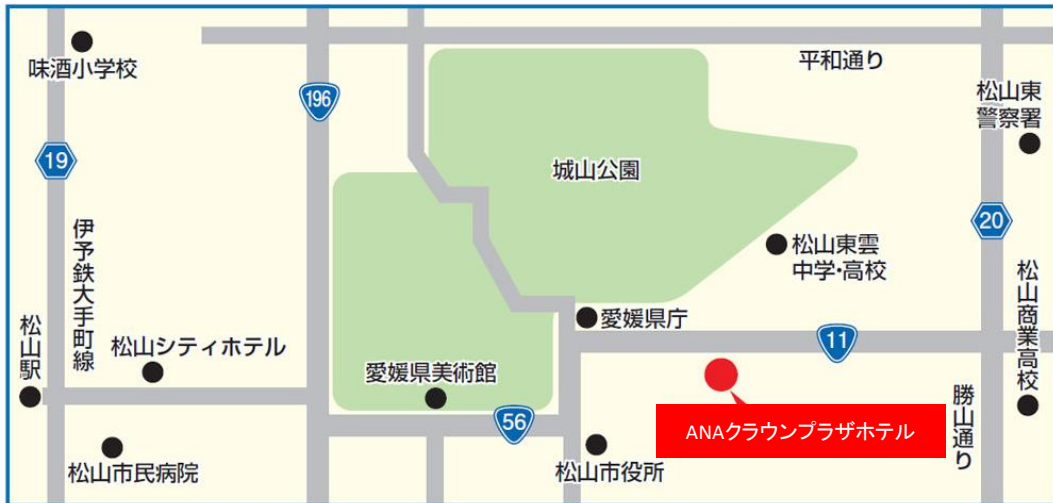 味酒小学校
196
平和通り
松山東
警察署
19
城山公園
伊予鉄大手町線
20
松山東雲
中学・高校
松山駅
松山シティホテル
愛媛県庁
11
松山商業高校
愛媛県美術館
56
ANAクラウンプラザホテル
勝山通り
松山市民病院
松山市役所